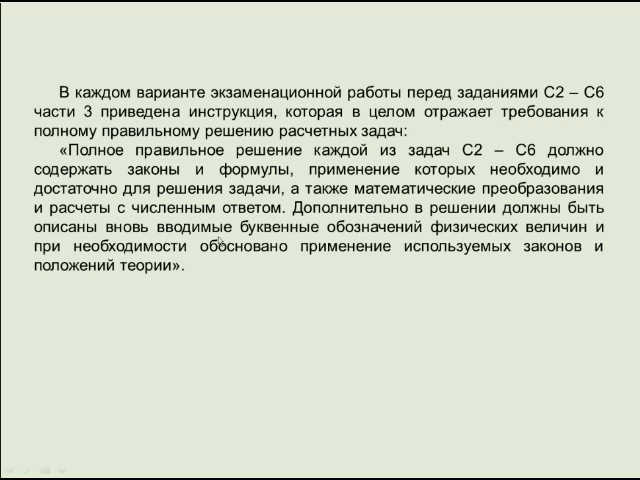 В каждом варианте экзаменационной работы перед заданиями С2 – С6
части 3 приведена инструкция, которая в целом отражает требования к
полному правильному решению расчетных задач:
«Полное правильное решение каждой из задач С2 – С6 должно
содержать законы и формулы, применение которых необходимо и
достаточно для решения задачи, а также математические преобразования
и расчеты с численным ответом. Дополнительно в решении должны быть
описаны вновь вводимые буквенные обозначений физических величин и
при необходимости обосновано применение используемых законов и
положений теории».